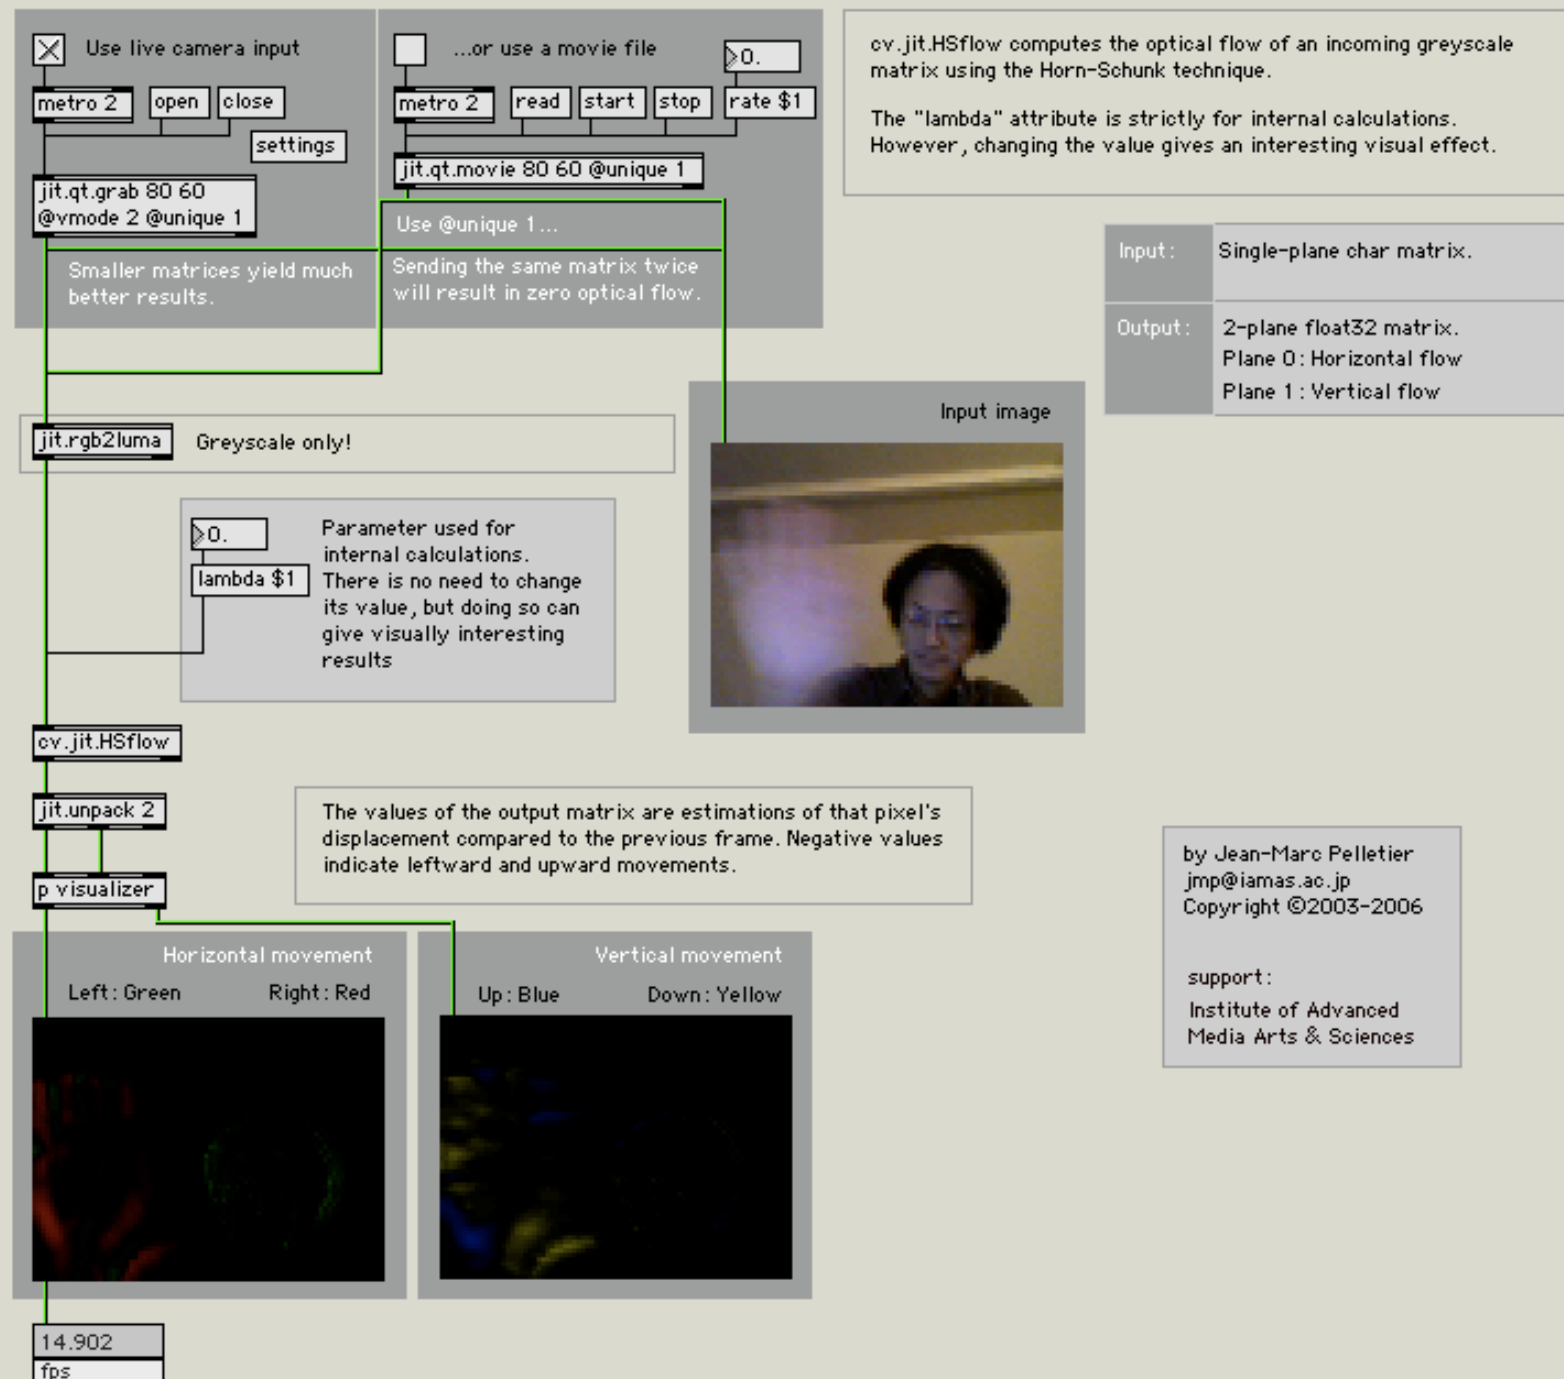 Use live camera input
metro 2
open
close
settings
jit.qt.grab 80 60
@vmode 2 @unique 1
Smaller matrices yield much
better results.
...or use a movie file
0.
metro 2
read
start
stop
rate $1
jit.qt.movie 80 60 @unique 1
Use @unique 1...
Sending the same matrix twice
will result in zero optical flow.
cv.jit.HSflow computes the optical flow of an incoming greyscale
matrix using the Horn-Schunk technique.
The "lambda" attribute is strictly for internal calculations.
However, changing the value gives an interesting visual effect.
Input:
Single-plane char matrix.
Output:
2-plane float32 matrix.
Plane 0: Horizontal flow
Plane 1: Vertical flow
jit.rgb2luma
Greyscale only!
Input image
0.
lambda $1
Parameter used for
internal calculations.
There is no need to change
its value, but doing so can
give visually interesting
results
cv.jit.HSflow
jit.unpack 2
p visualizer
The values of the output matrix are estimations of that pixel's
displacement compared to the previous frame. Negative values
indicate leftward and upward movements.
by Jean-Marc Pelletier
jmp@iamas.ac.jp
Copyright ©2003-2006
support:
Institute of Advanced
Media Arts & Sciences
Horizontal movement
Left: Green
Right: Red
Vertical movement
Up: Blue
Down: Yellow
14.902
fps